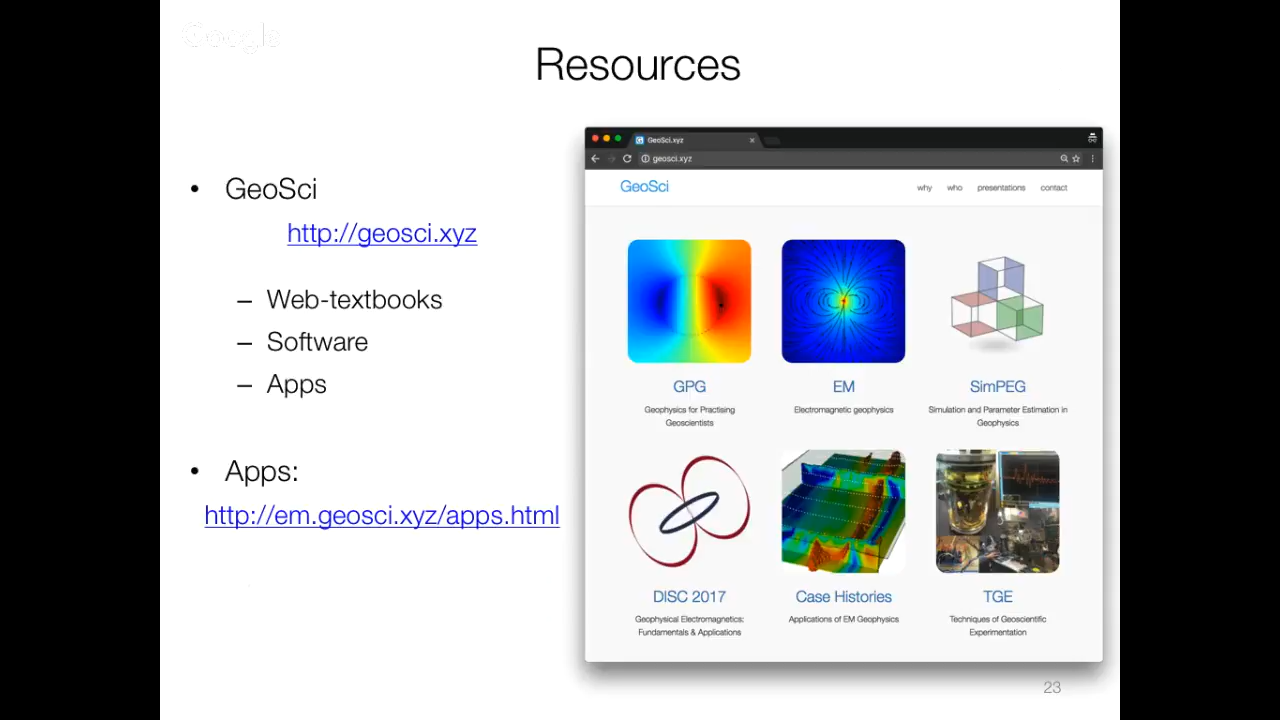 Google
Resources
• GeoSci
http://geosci.xyz
– Web-textbooks
– Software
– Apps
• Apps:
http://em.geosci.xyz/apps.html
GeoSci.xyz
geosci.xyz
GeoSci
why who presentations contact
GPG
Geophysics for Practising
Geoscientists
EM
Electromagnetic geophysics
SimPEG
Simulation and Parameter Estimation in
Geophysics
DISC 2017
Geophysical Electromagnetics:
Fundamentals & Applications
Case Histories
Applications of EM Geophysics
TGE
Techniques of Geoscientific
Experimentation
23